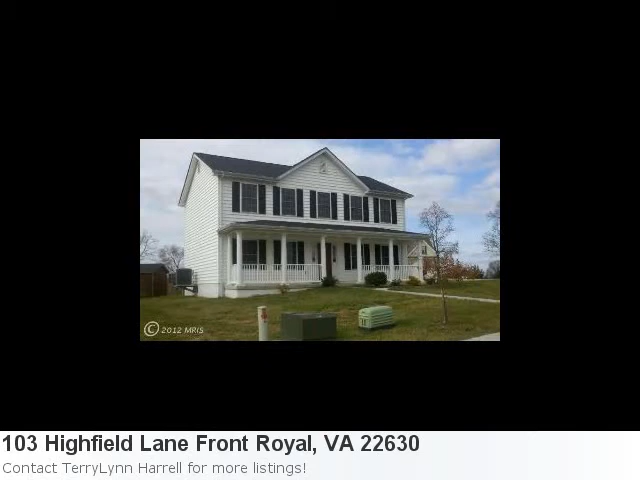 © 2012 MRIS
103 Highfield Lane Front Royal, VA 22630
Contact TerryLynn Harrell for more listings!